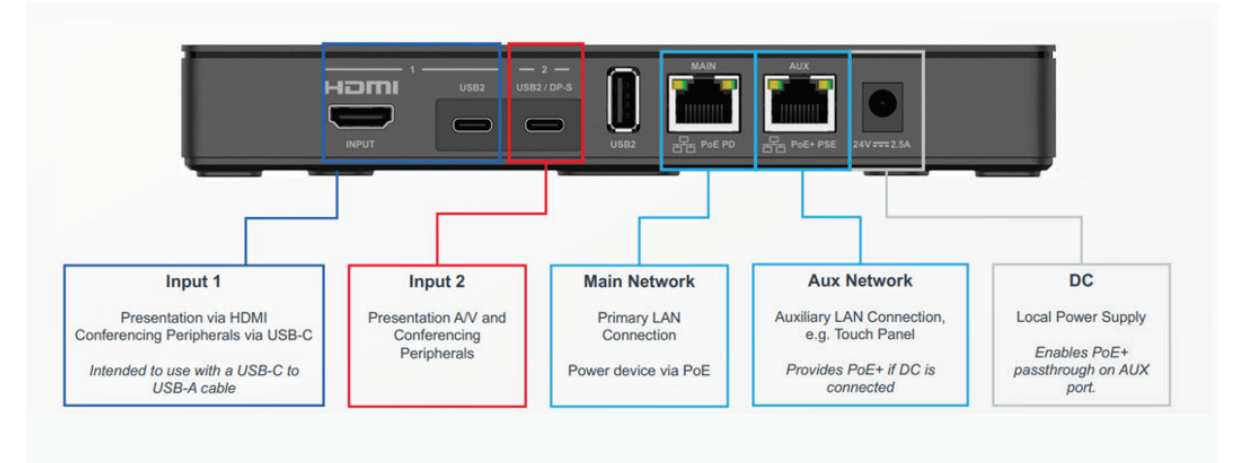 1
2
MAIN
AUX
HDMI
USB2
USB2 / DP-S
INPUT
USB2
PoE PD
PoE+ PSE
24V 2.5A
Input 1
Presentation via HDMI
Conferencing Peripherals via USB-C
Intended to use with a USB-C to
USB-A cable
Input 2
Presentation A/V and
Conferencing
Peripherals
Main Network
Primary LAN
Connection
Power device via PoE
Aux Network
Auxiliary LAN Connection,
e.g. Touch Panel
Provides PoE+ if DC is
connected
DC
Local Power Supply
Enables PoE+
passthrough on AUX
port.